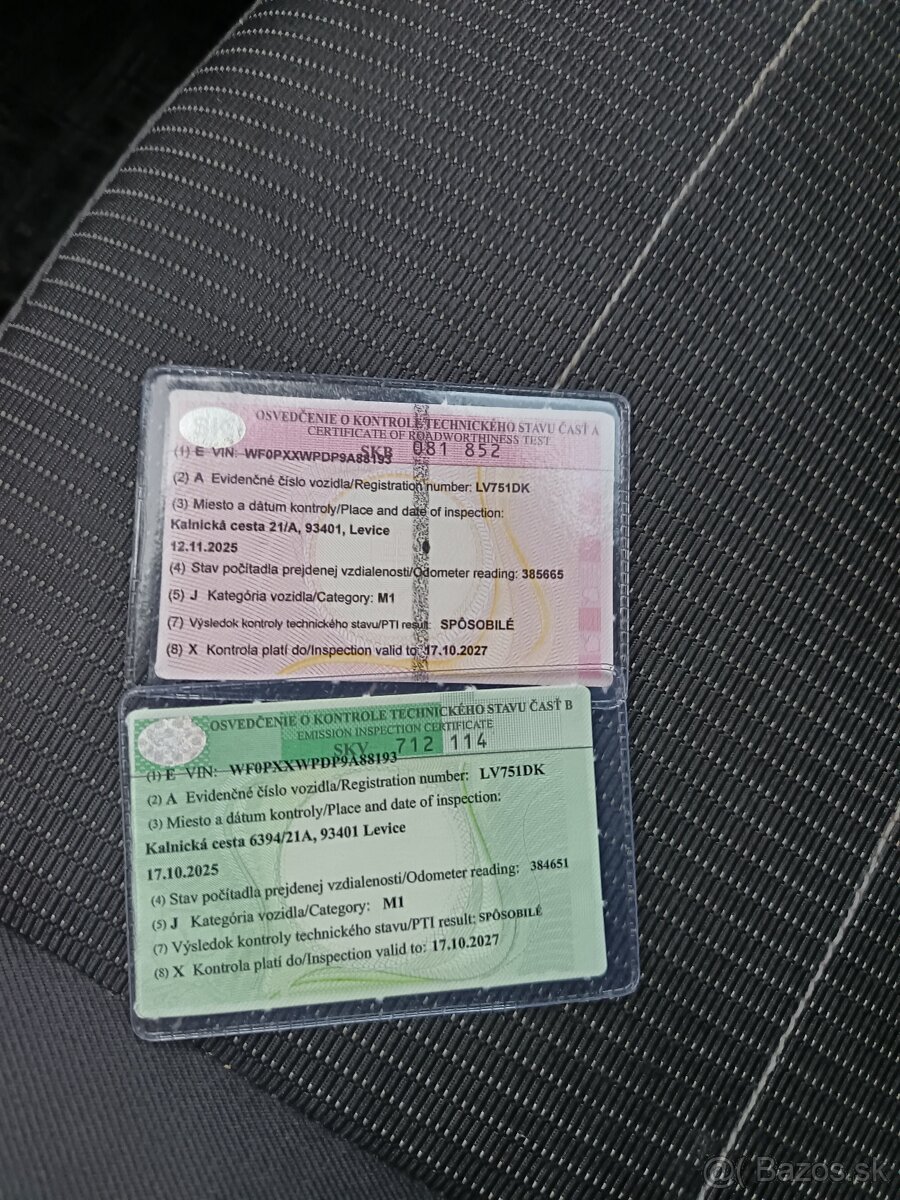 OSVEDČENIE O KONTROLE TECHNICKÉHO STAVU ČASŤ A
CERTIFICATE OF ROADWORTHINESS TEST
SKB 081 852
(1) E VIN: WF0PXXWPDP9A88193
(2) A Evidenčné číslo vozidla/Registration number: LV751DK
(3) Miesto a dátum kontroly/Place and date of inspection:
Kalnická cesta 21/A, 93401, Levice
12.11.2025
(4) Stav počítadla prejdenej vzdialenosti/Odometer reading: 385665
(5) J Kategória vozidla/Category: M1
(7) Výsledok kontroly technického stavu/PTI result: SPÔSOBILÉ
(8) X Kontrola platí do/Inspection valid to: 17.10.2027
OSVEDČENIE O KONTROLE TECHNICKÉHO STAVU ČASŤ B
EMISSION INSPECTION CERTIFICATE
SKV 712 114
(1) E VIN: WF0PXXWPDP9A88193
(2) A Evidenčné číslo vozidla/Registration number: LV751DK
(3) Miesto a dátum kontroly/Place and date of inspection:
Kalnická cesta 6394/21A, 93401 Levice
17.10.2025
(4) Stav počítadla prejdenej vzdialenosti/Odometer reading: 384651
(5) J Kategória vozidla/Category: M1
(7) Výsledok kontroly technického stavu/PTI result: SPÔSOBILÉ
(8) X Kontrola platí do/Inspection valid to: 17.10.2027
@( Bazos.sk